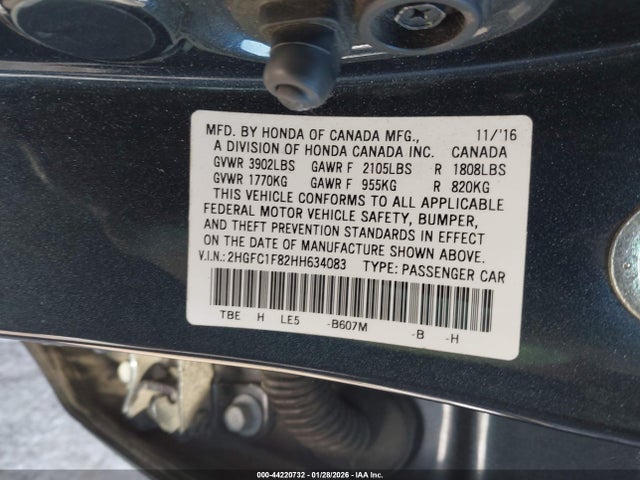 MFD. BY HONDA OF CANADA MFG., 11/'16
A DIVISION OF HONDA CANADA INC. CANADA
GVWR 3902LBS GAWR F 2105LBS R 1808LBS
GVWR 1770KG GAWR F 955KG R 820KG
THIS VEHICLE CONFORMS TO ALL APPLICABLE
FEDERAL MOTOR VEHICLE SAFETY, BUMPER,
AND THEFT PREVENTION STANDARDS IN EFFECT
ON THE DATE OF MANUFACTURE SHOWN ABOVE.
V.I.N.: 2HGFC1F82HH634083 TYPE: PASSENGER CAR
TBE H LE5 -B607M -B -H
000-44220732 - 01/28/2026 - IAA Inc.